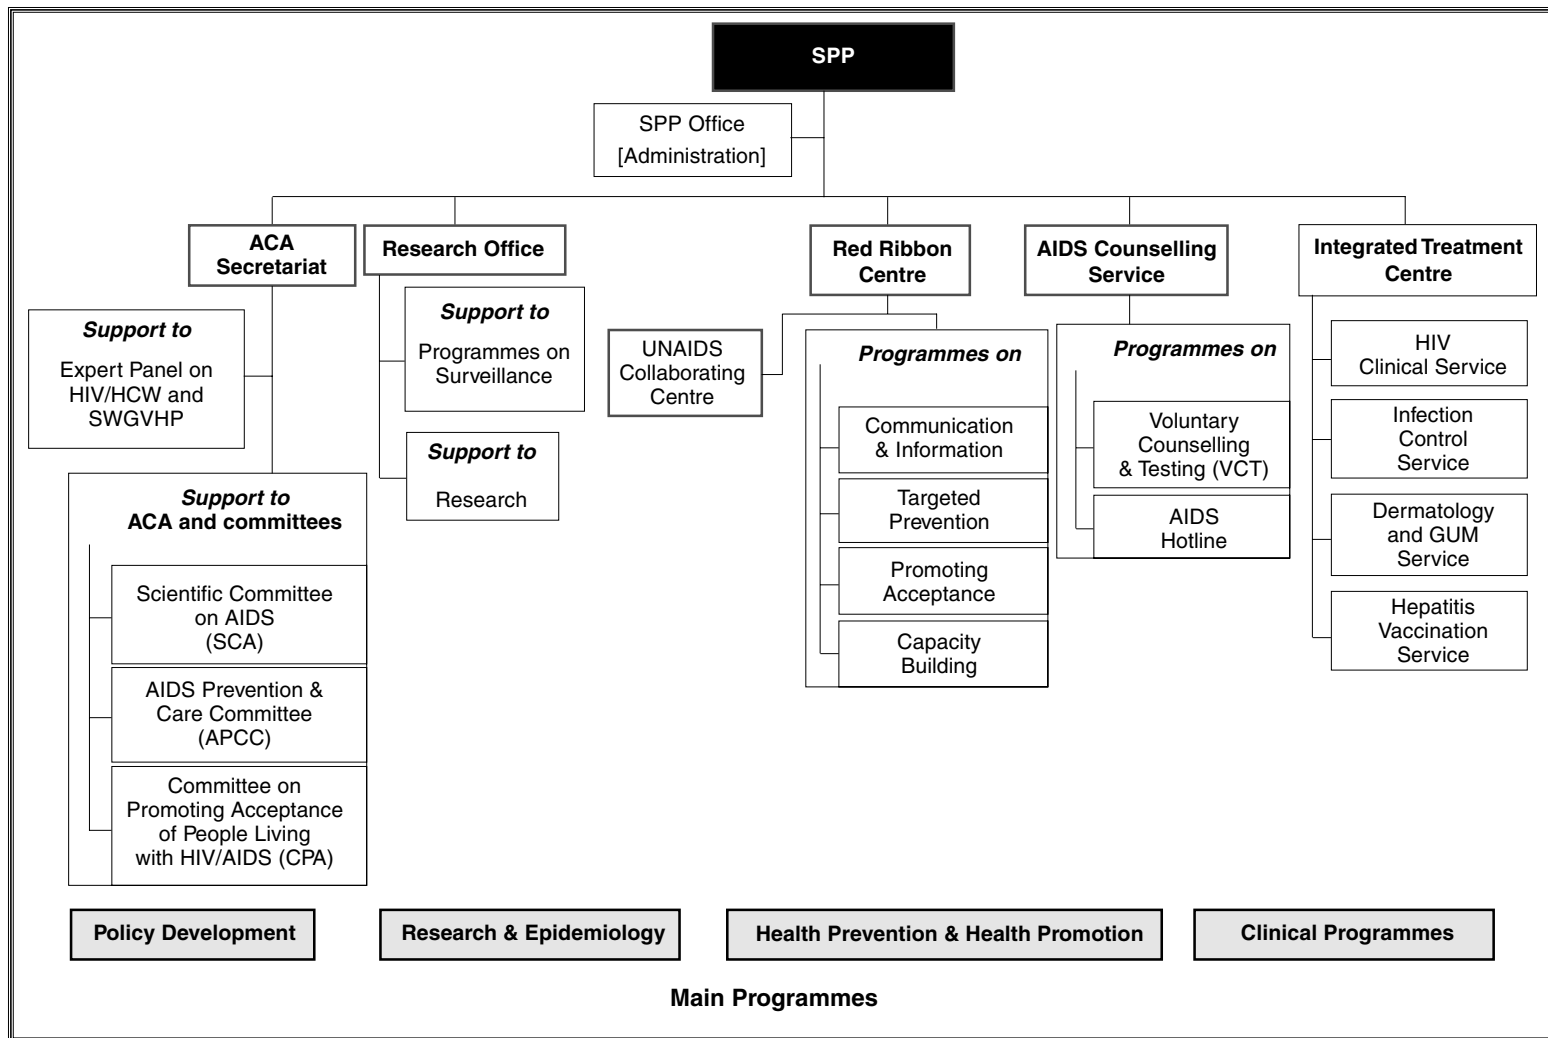 SPP
SPP Office
[Administration]
ACA
Secretariat
Support to
Expert Panel on
HIV/HCW and
SWGVHP
Support to
ACA and committees
Scientific Committee
on AIDS
(SCA)
AIDS Prevention &
Care Committee
(APCC)
Committee on
Promoting Acceptance
of People Living
with HIV/AIDS (CPA)
Research Office
Support to
Programmes on
Surveillance
Support to
Research
Red Ribbon
Centre
UNAIDS
Collaborating
Centre
Programmes on
Communication
& Information
Targeted
Prevention
Promoting
Acceptance
Capacity
Building
AIDS Counselling
Service
Programmes on
Voluntary
Counselling
& Testing (VCT)
AIDS
Hotline
Integrated Treatment
Centre
HIV
Clinical Service
Infection
Control
Service
Dermatology
and GUM
Service
Hepatitis
Vaccination
Service
Policy Development
Research & Epidemiology
Health Prevention & Health Promotion
Clinical Programmes
Main Programmes